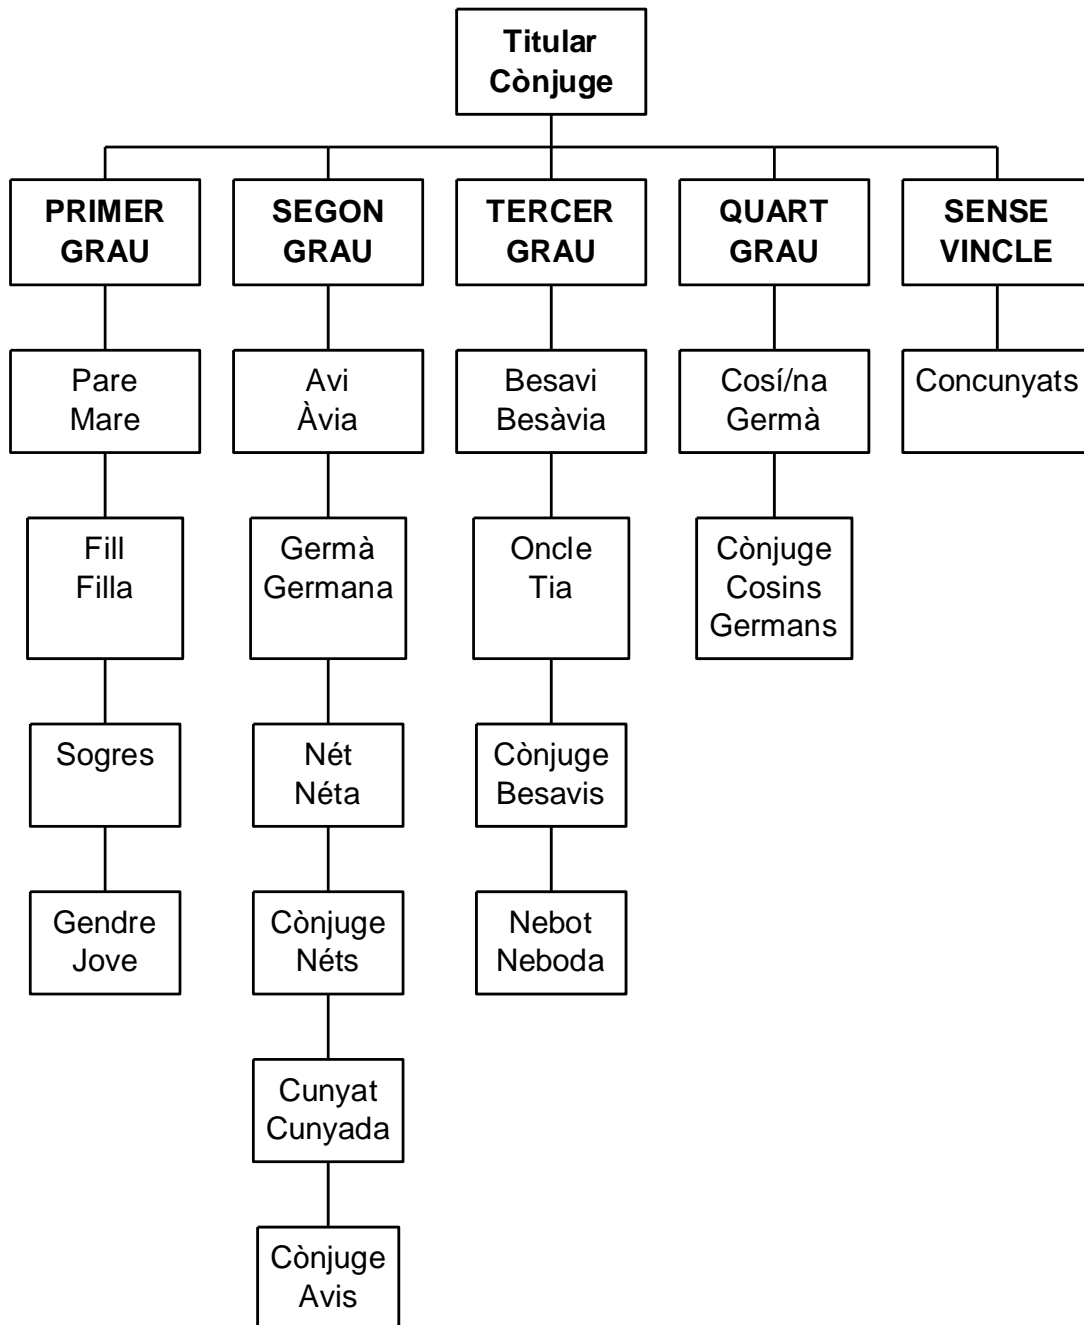 Titular
Cònjuge
PRIMER
GRAU
SEGON
GRAU
TERCER
GRAU
QUART
GRAU
SENSE
VINCLE
Pare
Mare
Avi
Àvia
Besavi
Besàvia
Cosí/na
Germà
Concunyats
Fill
Filla
Germà
Germana
Oncle
Tia
Cònjuge
Cosins
Germans
Sogres
Nét
Néta
Cònjuge
Besavis
Gendre
Jove
Cònjuge
Néts
Nebot
Neboda
Cunyat
Cunyada
Cònjuge
Avis